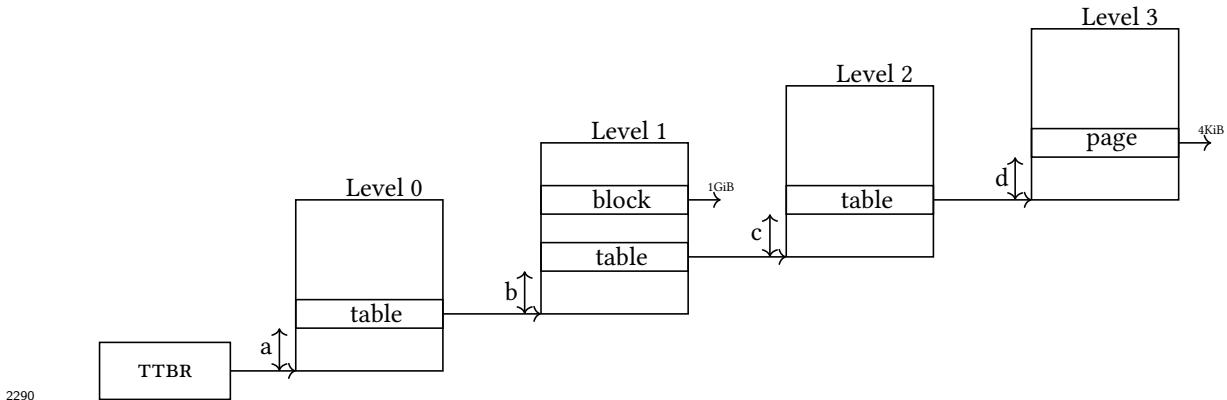 Level 3
Level 2
page
4KiB
Level 1
d
Level 0
block
1GiB
table
c
table
b
table
a
TTBR
2290